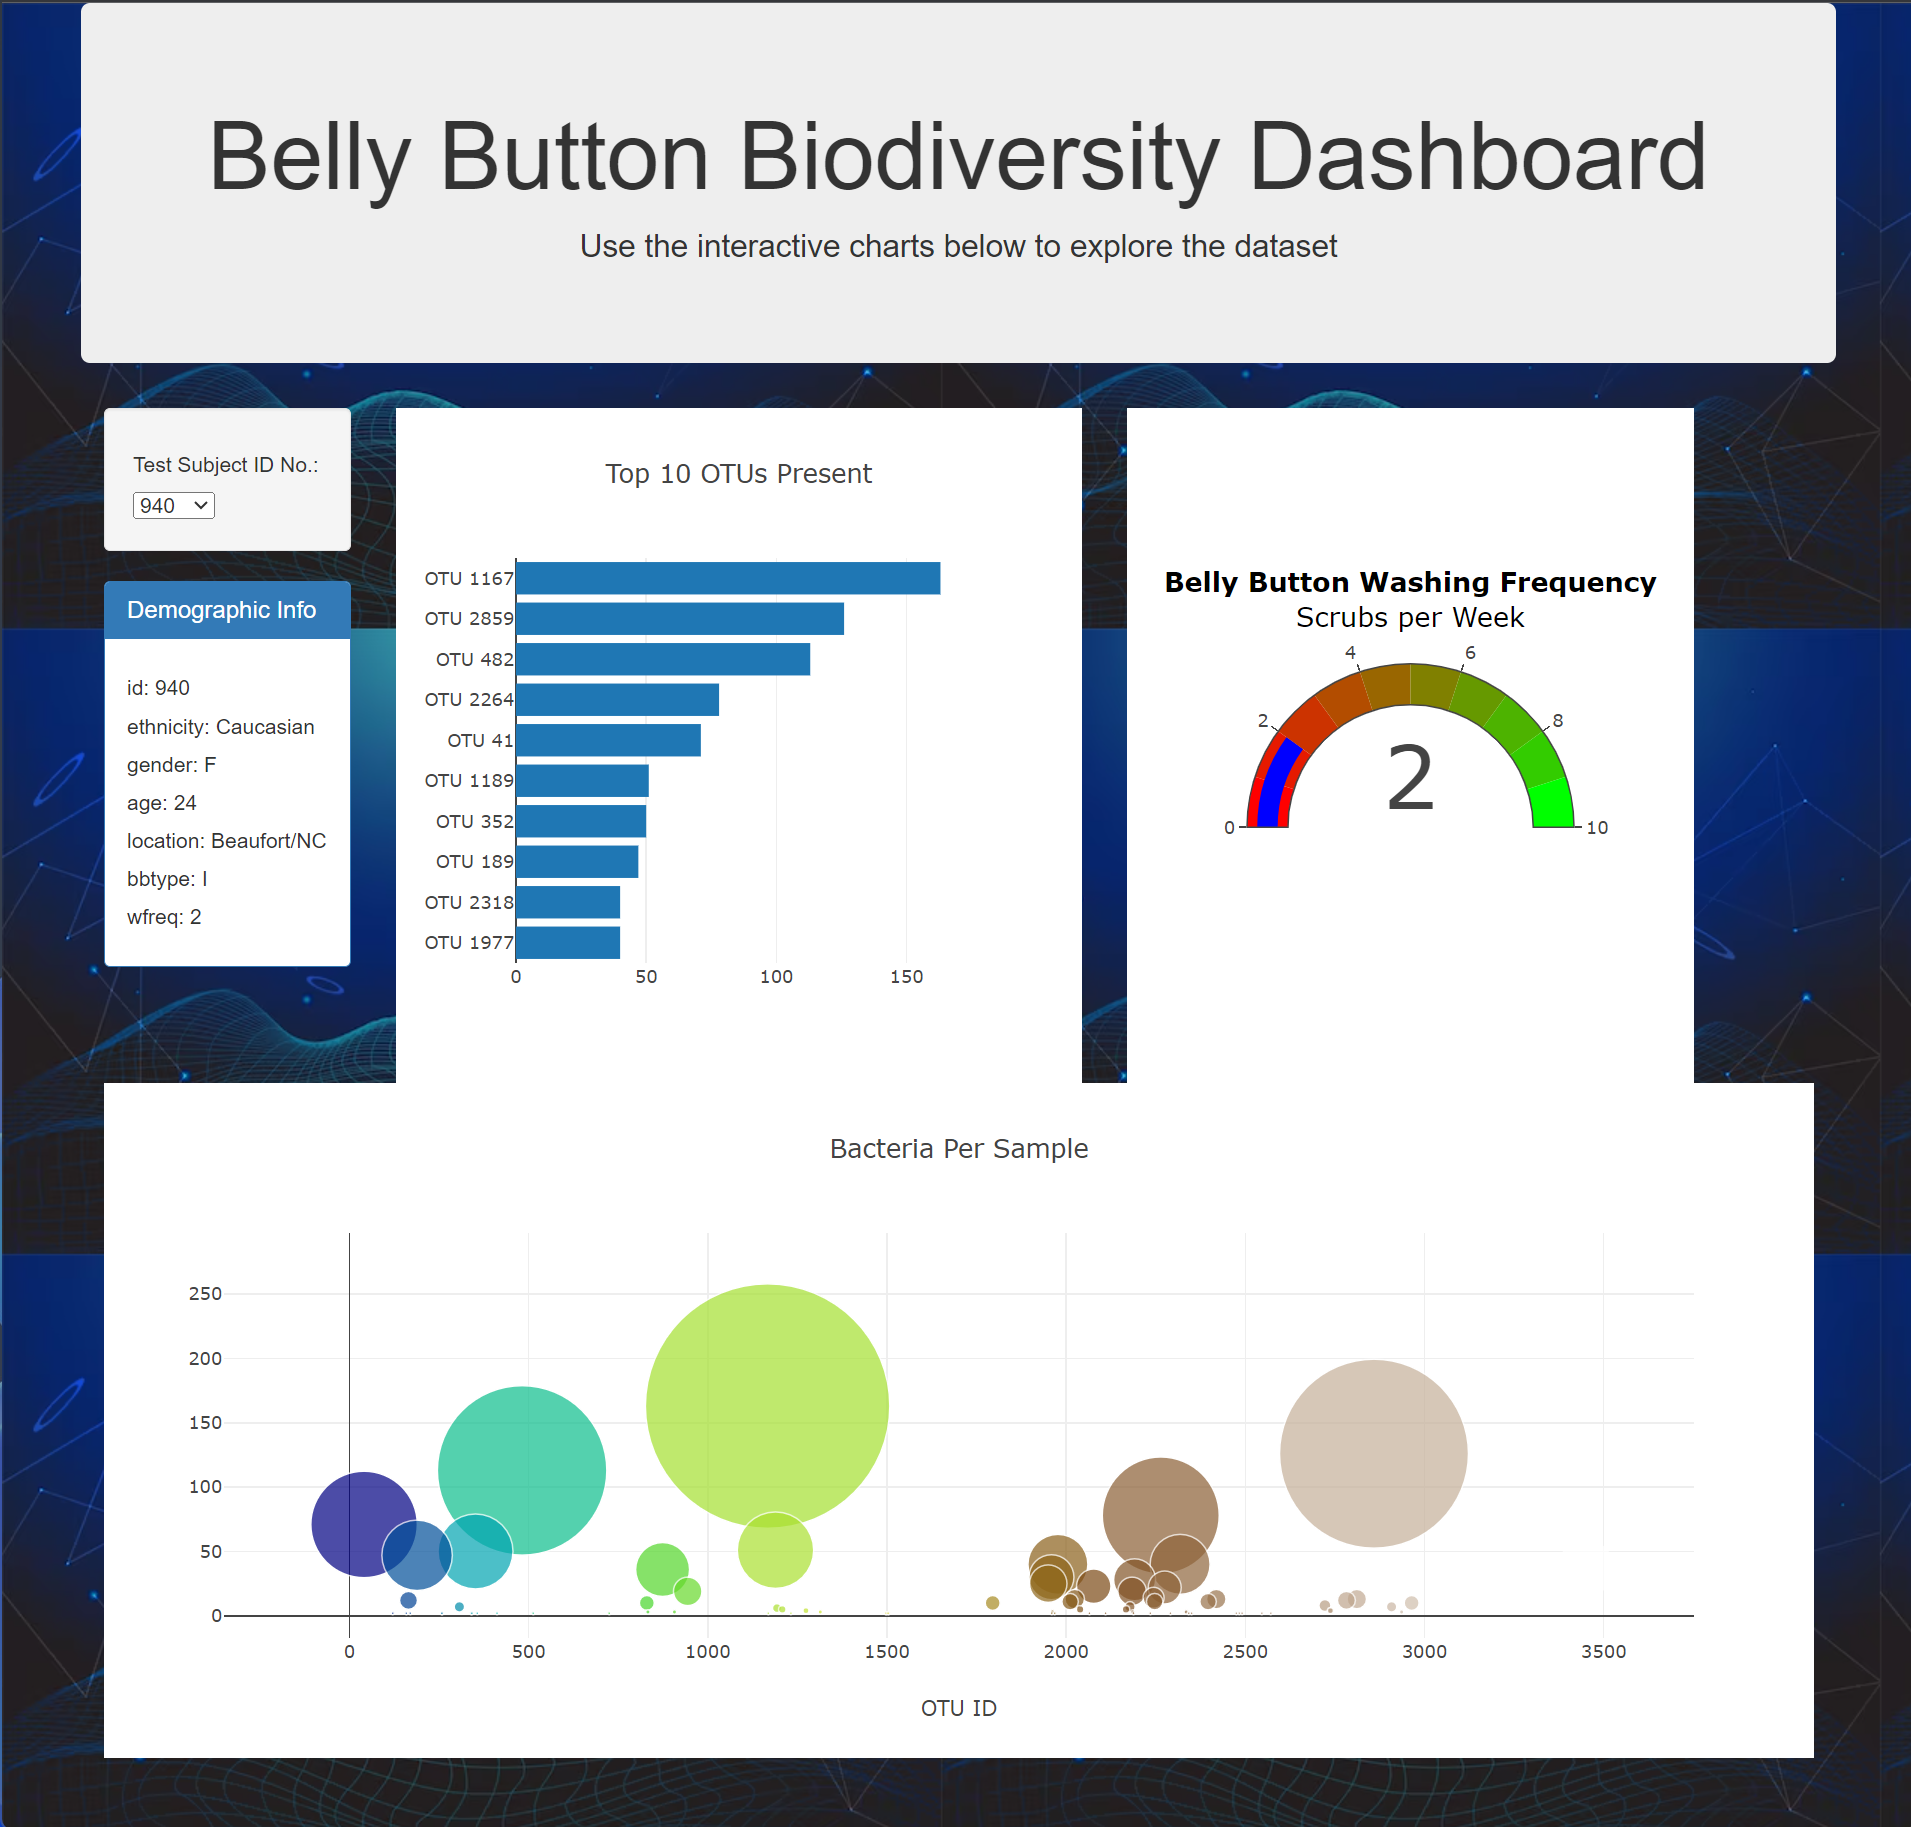 Belly Button Biodiversity Dashboard
Use the interactive charts below to explore the dataset
Test Subject ID No.:
940
Demographic Info
id: 940
ethnicity: Caucasian
gender: F
age: 24
location: Beaufort/NC
bbtype: I
wfreq: 2
Top 10 OTUs Present
OTU 1167
OTU 2859
OTU 482
OTU 2264
OTU 41
OTU 1189
OTU 352
OTU 189
OTU 2318
OTU 1977
0 50 100 150
Belly Button Washing Frequency
Scrubs per Week
0 2 4 6 8 10
2
Bacteria Per Sample
250
200
150
100
50
0
0 500 1000 1500 2000 2500 3000 3500
OTU ID